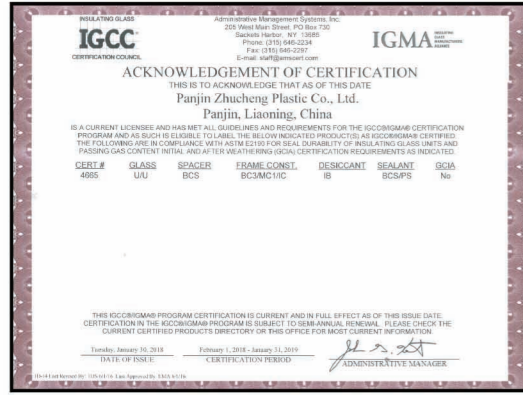 INSULATING GLASS
IGCC
CERTIFICATION COUNCIL
Administrative Management Systems, Inc.
205 West Main Street, PO Box 730
Sackets Harbor, NY 13685
Phone: (315) 646-2234
Fax: (315) 646-2297
E-mail: staff@amscert.com
IGMA INSULATING GLASS MANUFACTURERS ALLIANCE
ACKNOWLEDGEMENT OF CERTIFICATION
THIS IS TO ACKNOWLEDGE THAT AS OF THIS DATE
Panjin Zhucheng Plastic Co., Ltd.
Panjin, Liaoning, China
IS A CURRENT LICENSEE AND HAS MET ALL GUIDELINES AND REQUIREMENTS FOR THE IGCC®/IGMA® CERTIFICATION
PROGRAM AND AS SUCH IS ELIGIBLE TO LABEL THE BELOW INDICATED PRODUCT(S) AS IGCC®/IGMA® CERTIFIED.
THE FOLLOWING ARE IN COMPLIANCE WITH ASTM E2190 FOR SEAL DURABILITY OF INSULATING GLASS UNITS AND
PASSING GAS CONTENT INITIAL AND AFTER WEATHERING (GCIA) CERTIFICATION REQUIREMENTS AS INDICATED.
CERT # GLASS SPACER FRAME CONST. DESICCANT SEALANT GCIA
4665 U/U BCS BC3/MC1/IC IB BCS/PS No
THIS IGCC®/IGMA® PROGRAM CERTIFICATION IS CURRENT AND IN FULL EFFECT AS OF THIS ISSUE DATE.
CERTIFICATION IN THE IGCC®/IGMA® PROGRAM IS SUBJECT TO SEMI-ANNUAL RENEWAL. PLEASE CHECK THE
CURRENT CERTIFIED PRODUCTS DIRECTORY OR THIS OFFICE FOR MOST CURRENT INFORMATION.
Tuesday, January 30, 2018 February 1, 2018 - January 31, 2019
DATE OF ISSUE CERTIFICATION PERIOD ADMINISTRATIVE MANAGER